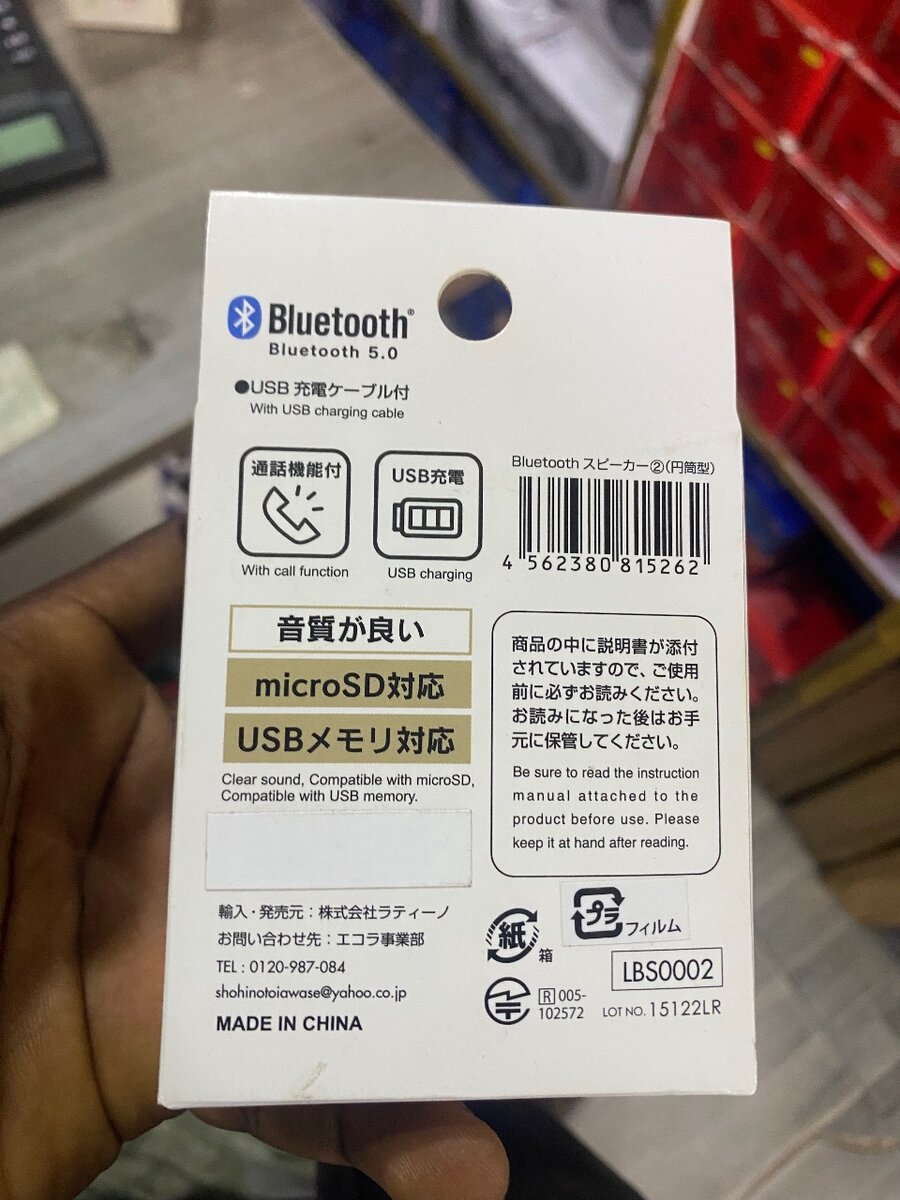 Bluetooth®
Bluetooth 5.0
●USB 充電ケーブル付
With USB charging cable
通話機能付
With call function
USB充電
USB charging
Bluetooth スピーカー②(円筒型)
4 562380 815262
音質が良い
microSD対応
USBメモリ対応
Clear sound, Compatible with microSD,
Compatible with USB memory.
商品の中に説明書が添付
されていますので、ご使用
前に必ずお読みください。
お読みになった後はお手
元に保管してください。
Be sure to read the instruction
manual attached to the
product before use. Please
keep it at hand after reading.
輸入・発売元：株式会社ラティーノ
お問い合わせ先：エコラ事業部
TEL : 0120-987-084
shohinotoiawase@yahoo.co.jp
MADE IN CHINA
紙
箱
プラ
フィルム
LBS0002
R 005-
102572
LOT NO. 15122LR